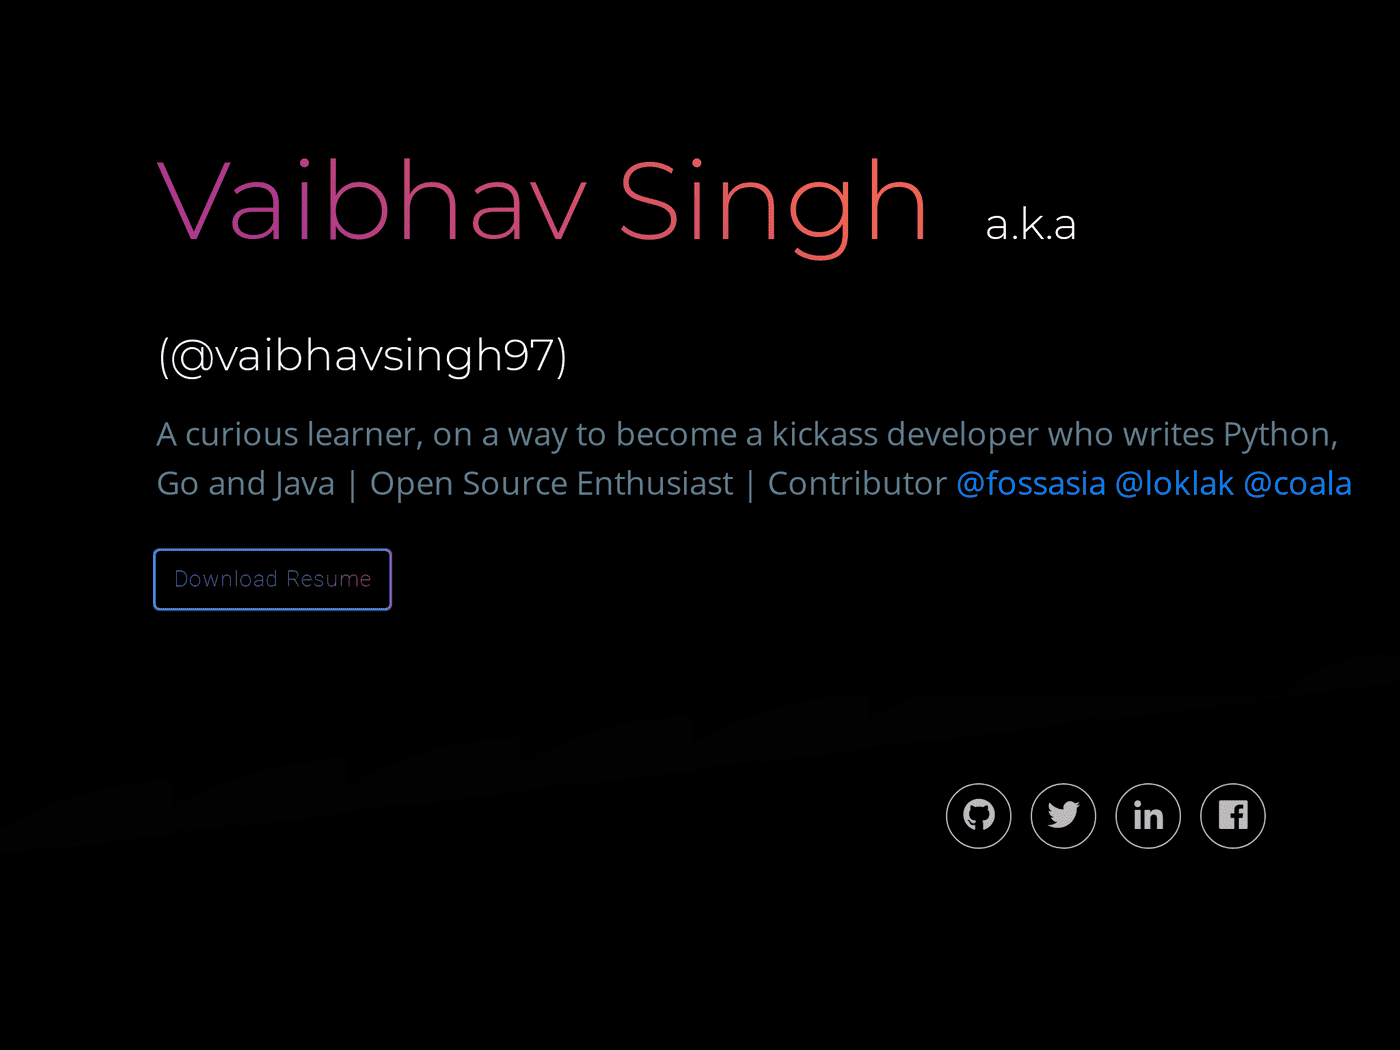 Vaibhav Singh a.k.a
(@vaibhavsingh97)
A curious learner, on a way to become a kickass developer who writes Python,
Go and Java | Open Source Enthusiast | Contributor @fossasia @loklak @coala
Download Resume